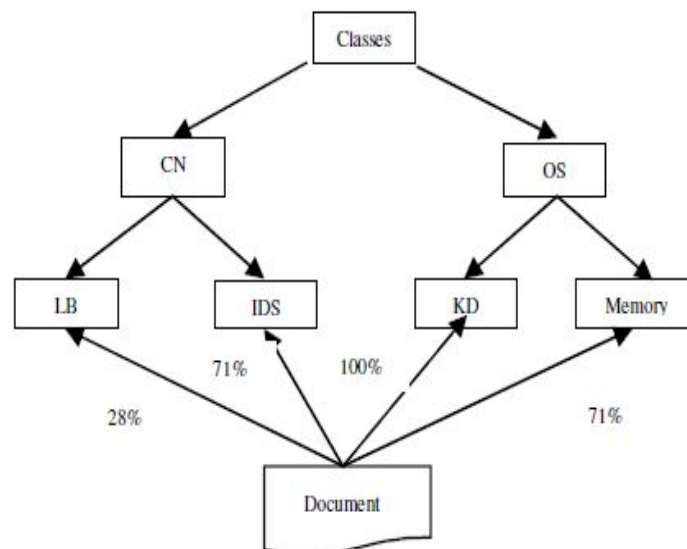 Classes
CN
OS
LB
IDS
KD
Memory
71%
100%
28%
71%
Document